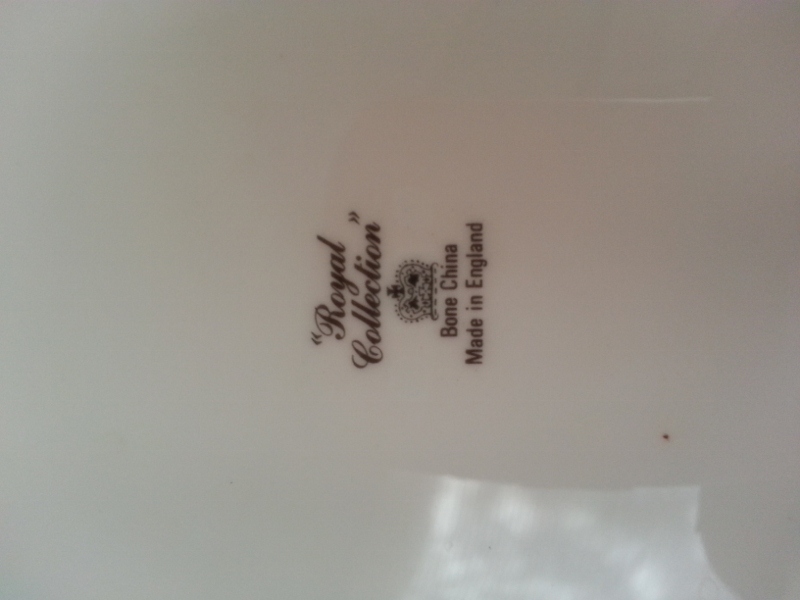 "Royal
Collection"
Bone China
Made in England